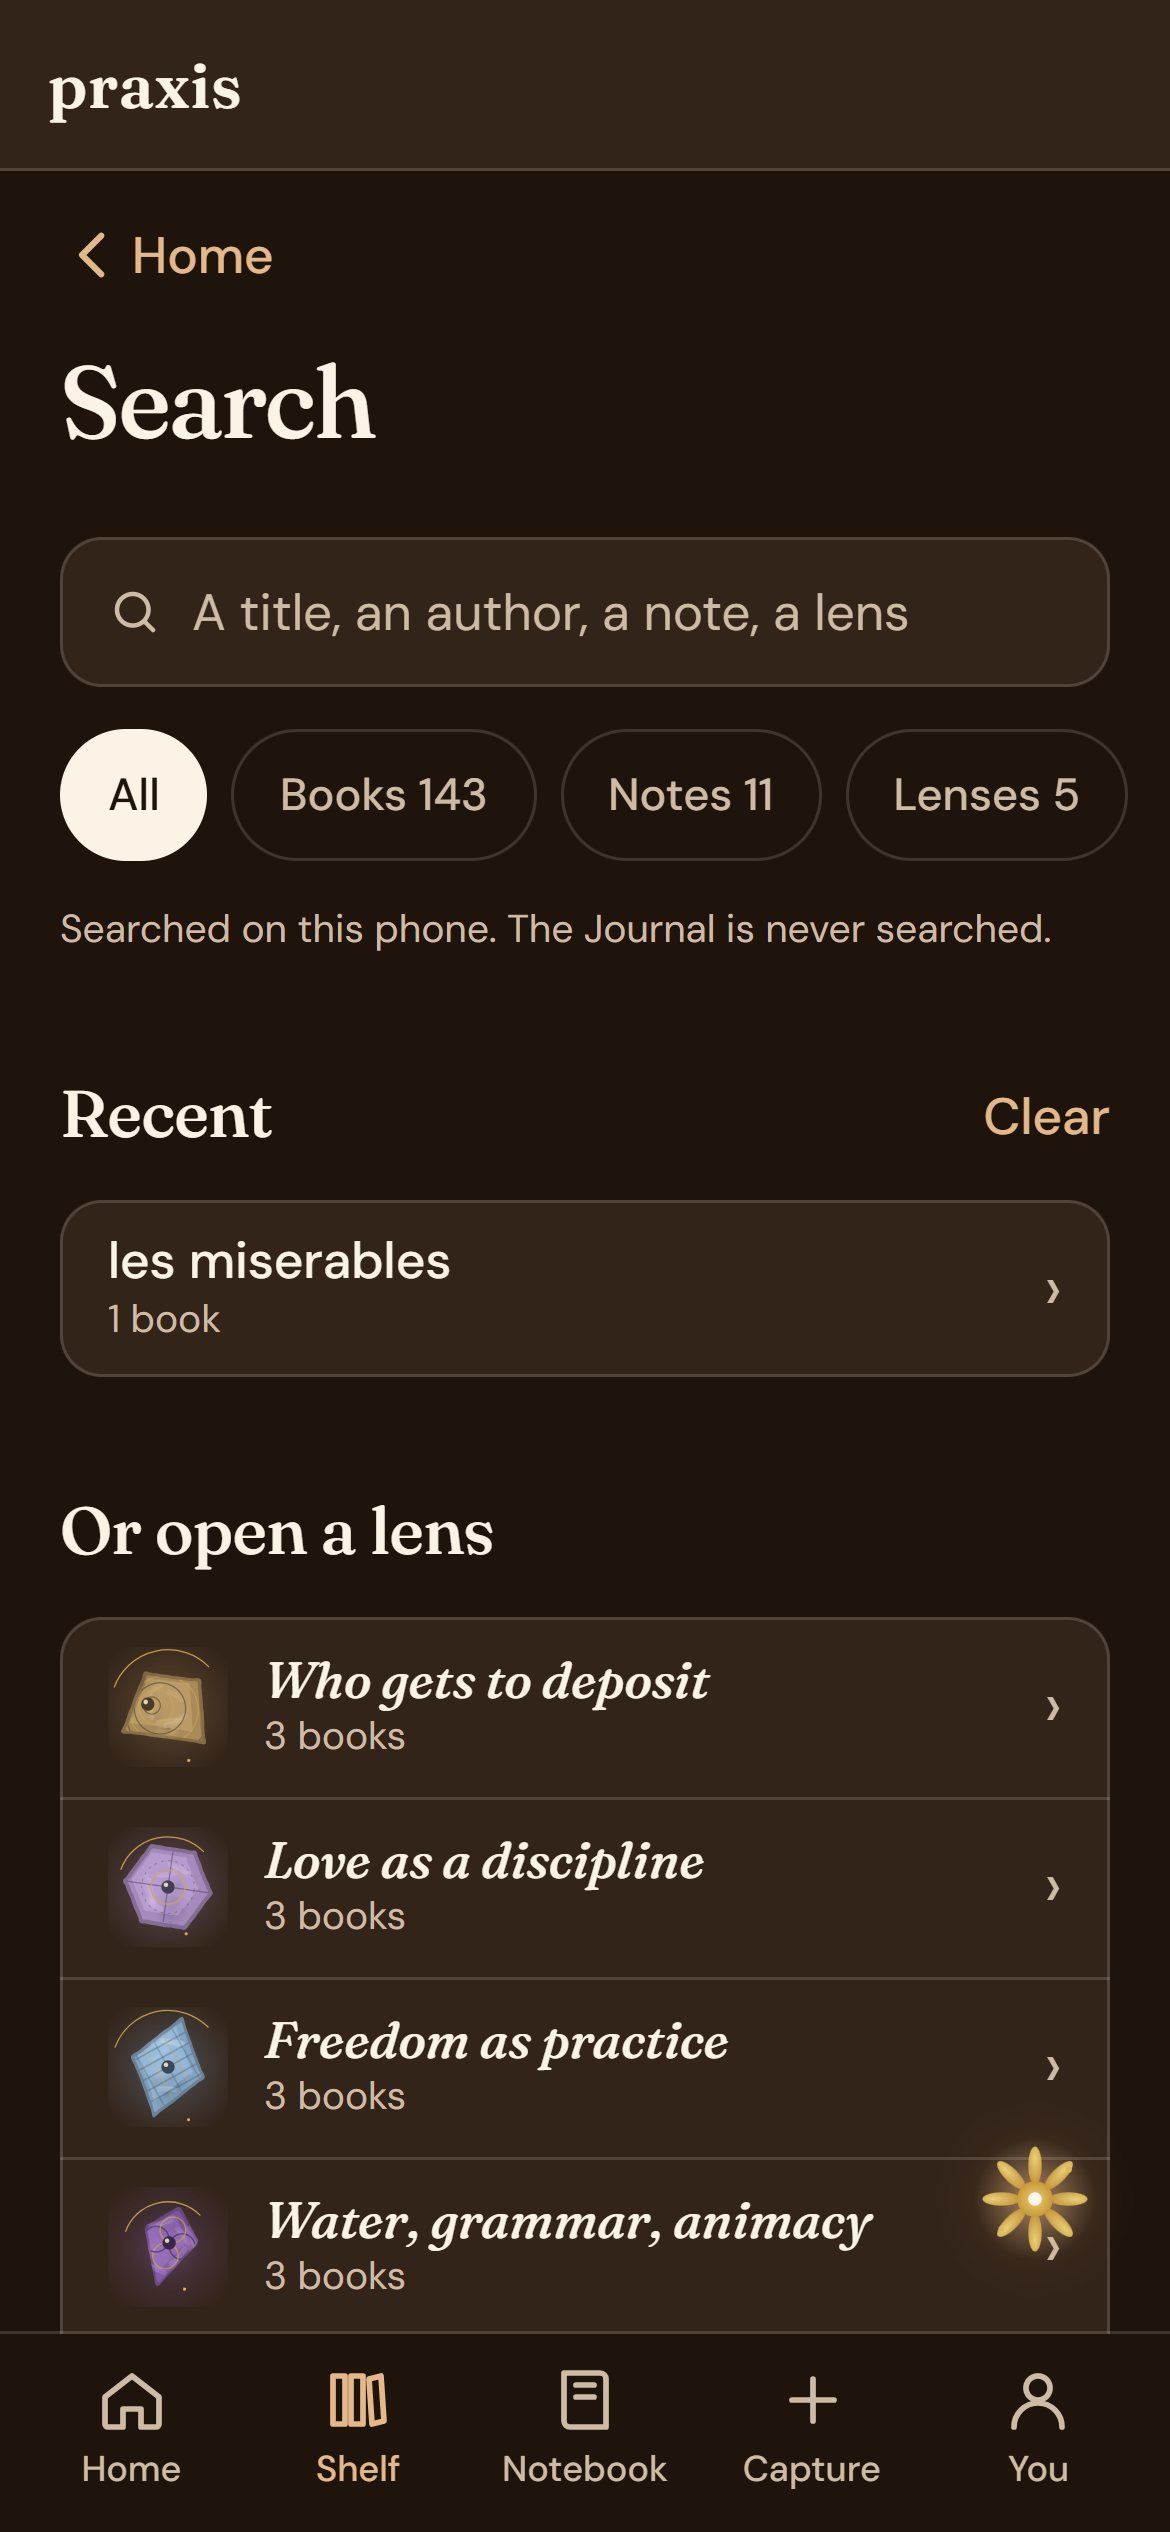 praxis
Home
Search
A title, an author, a note, a lens
All
Books 143
Notes 11
Lenses 5
Searched on this phone. The Journal is never searched.
Recent
Clear
les miserables
1 book
Or open a lens
Who gets to deposit
3 books
Love as a discipline
3 books
Freedom as practice
3 books
Water, grammar, animacy
3 books
Home
Shelf
Notebook
Capture
You